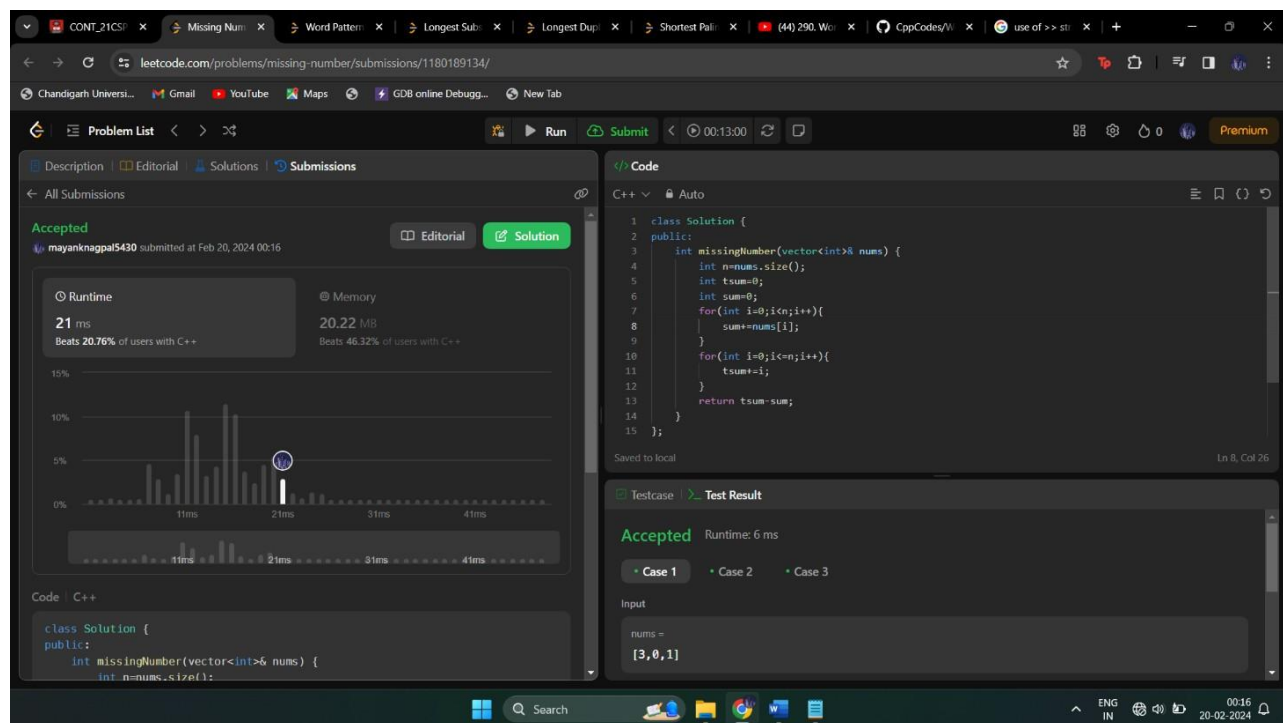 CONT_21CSP
Missing Num
Word Pattern
Longest Subs
Longest Dupl
Shortest Palin
(44) 290. Wor
CppCodes/W
use of >> str
leetcode.com/problems/missing-number/submissions/1180189134/
Chandigarh Universi...
Gmail
YouTube
Maps
GDB online Debugg...
New Tab
Problem List
Run
Submit
00:13:00
0
Premium
Description
Editorial
Solutions
Submissions
All Submissions
Accepted
mayanknagpal5430 submitted at Feb 20, 2024 00:16
Editorial
Solution
Runtime
21 ms
Beats 20.76% of users with C++
Memory
20.22 MB
Beats 46.32% of users with C++
15%
10%
5%
0%
11ms 21ms 31ms 41ms
11ms 21ms 31ms 41ms
Code C++
class Solution {
public:
int missingNumber(vector<int>& nums) {
int n=nums.size();
</> Code
C++ Auto
1 class Solution {
2 public:
3 int missingNumber(vector<int>& nums) {
4 int n=nums.size();
5 int tsum=0;
6 int sum=0;
7 for(int i=0;i<n;i++){
8 sum+=nums[i];
9 }
10 for(int i=0;i<=n;i++){
11 tsum+=i;
12 }
13 return tsum-sum;
14 }
15 };
Saved to local
Ln 8, Col 26
Testcase
Test Result
Accepted Runtime: 6 ms
Case 1
Case 2
Case 3
Input
nums =
[3,0,1]
Search
ENG
IN
00:16
20-02-2024